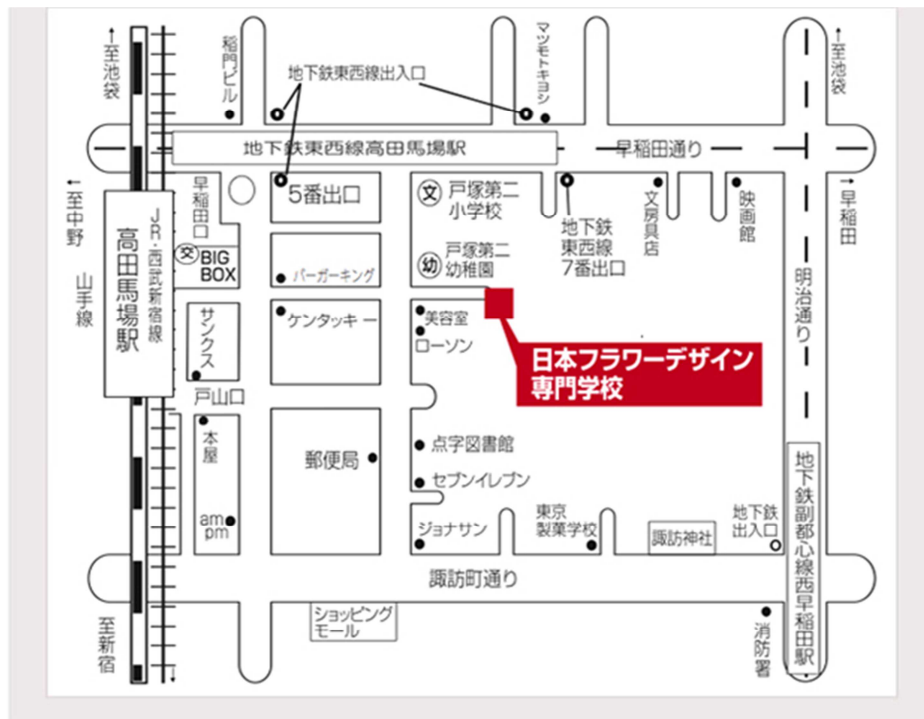 ↑至池袋
稲門ビル
地下鉄東西線出入口
マツモトキヨシ
↑至池袋
地下鉄東西線高田馬場駅
早稲田通り
←至中野
山手線
JR・西武新宿線
高田馬場駅
早稲田口
5番出口
文
戸塚第二
小学校
地下鉄
東西線
7番出口
文房具店
映画館
→早稲田
交
BIG
BOX
バーガーキング
幼
戸塚第二
幼稚園
明治通り
サンクス
ケンタッキー
美容室
ローソン
日本フラワーデザイン
専門学校
戸山口
本屋
郵便局
点字図書館
セブンイレブン
am
pm
ジョナサン
東京
製菓学校
諏訪神社
地下鉄
出入口
地下鉄副都心線西早稲田駅
諏訪町通り
至新宿↓
ショッピング
モール
消防署